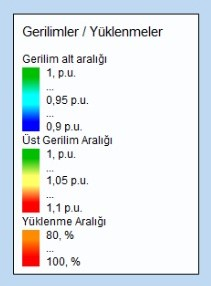 Gerilimler / Yüklenmeler
Gerilim alt aralığı
1, p.u.
...
0,95 p.u.
...
0,9 p.u.
Üst Gerilim Aralığı
1, p.u.
...
1,05 p.u.
...
1,1 p.u.
Yüklenme Aralığı
80, %
...
100, %